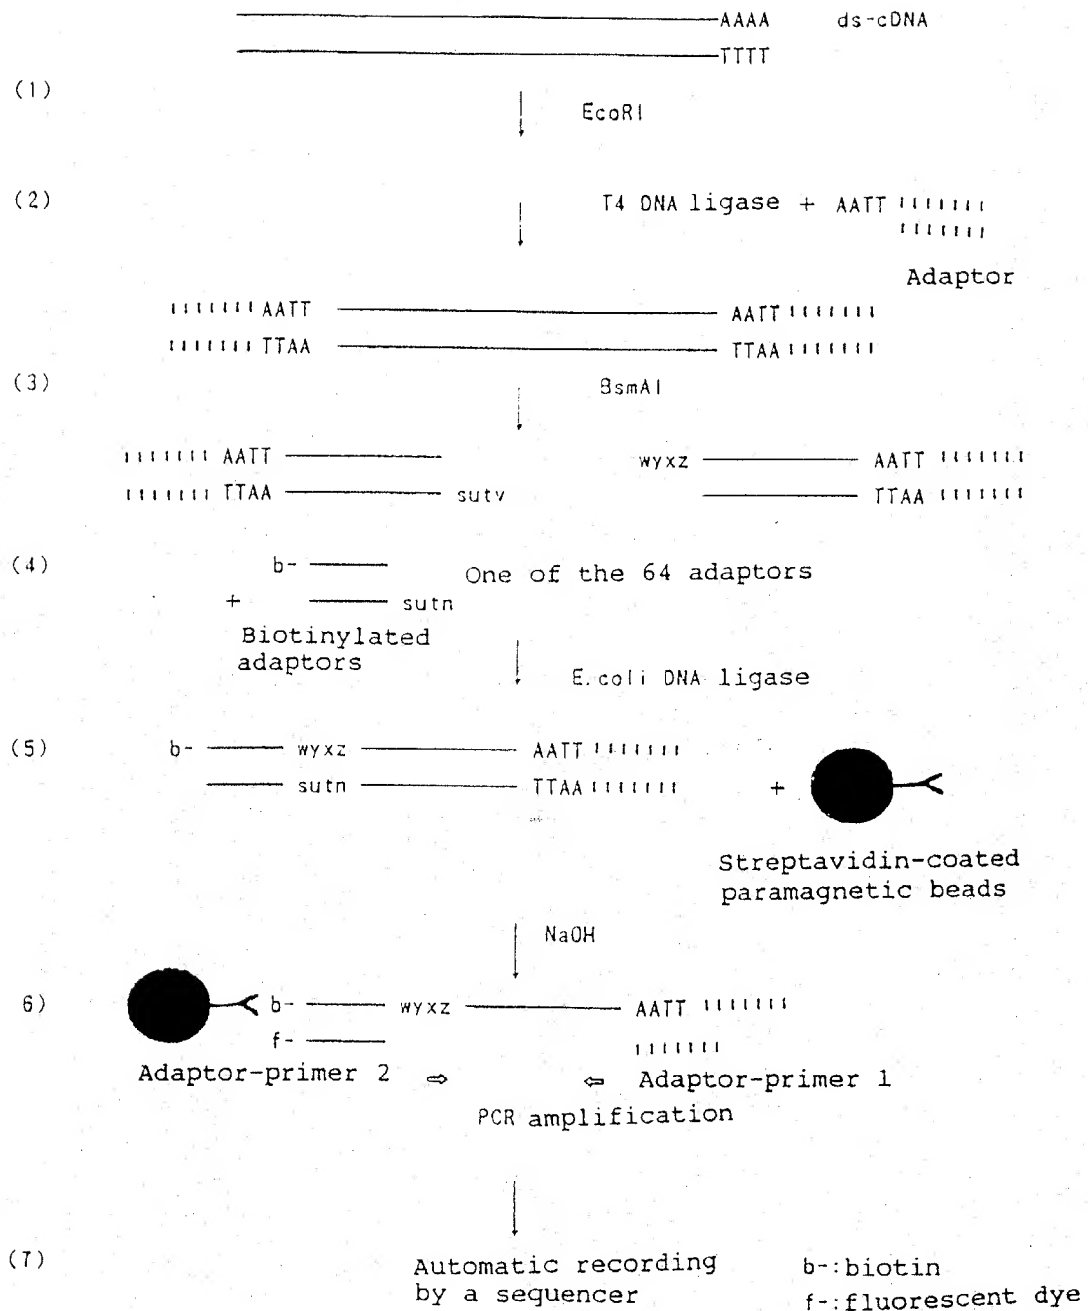 AAAA ds-cDNA
TTTT
(1)
EcoRI
(2) T4 DNA ligase + AATT
Adaptor
AATT AATT
TTAA TTAA
(3) BsmAI
AATT wyxz AATT
TTAA sutv TTAA
(4) b- One of the 64 adaptors
+ sutn
Biotinylated
adaptors
E.coli DNA ligase
(5) b- wyxz AATT
sutn TTAA +
Streptavidin-coated
paramagnetic beads
NaOH
6) b- wyxz AATT
f-
Adaptor-primer 2 ⇒ ⇐ Adaptor-primer 1
PCR amplification
(7) Automatic recording b-:biotin
by a sequencer f-:fluorescent dye